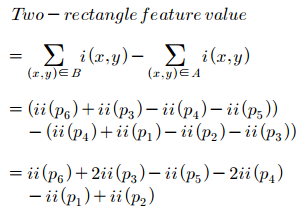 Two − rectangle feature value
= ∑ i(x,y) − ∑ i(x,y)
(x,y)∈B (x,y)∈A
= (ii(p₆)+ii(p₃)−ii(p₄)−ii(p₅))
−(ii(p₄)+ii(p₁)−ii(p₂)−ii(p₃))
= ii(p₆)+2ii(p₃)−ii(p₅)−2ii(p₄)
−ii(p₁)+ii(p₂)